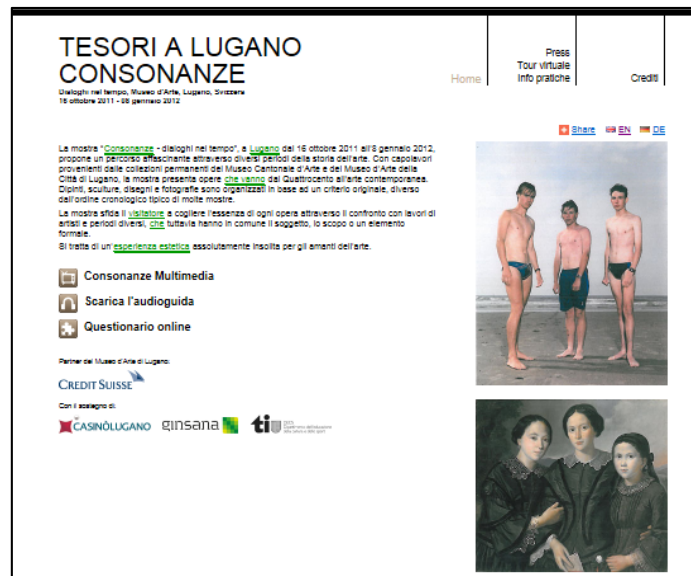 TESORI A LUGANO
CONSONANZE
Dialoghi nel tempo, Museo d'Arte, Lugano, Svizzera
16 ottobre 2011 - 08 gennaio 2012
Home
Press
Tour virtuale
Info pratiche
Crediti
Share EN DE
La mostra "Consonanze - dialoghi nel tempo", a Lugano dal 16 ottobre 2011 all'8 gennaio 2012,
propone un percorso affascinante attraverso diversi periodi della storia dell'arte. Con capolavori
provenienti dalle collezioni permanenti del Museo Cantonale d'Arte e del Museo d'Arte della
Città di Lugano, la mostra presenta opere che vanno dal Quattrocento all'arte contemporanea.
Dipinti, sculture, disegni e fotografie sono organizzati in base ad un criterio originale, diverso
dall'ordine cronologico tipico di molte mostre.
La mostra sfida il visitatore a cogliere l'essenza di ogni opera attraverso il confronto con lavori di
artisti e periodi diversi, che tuttavia hanno in comune il soggetto, lo scopo o un elemento
formale.
Si tratta di un'esperienza estetica assolutamente insolita per gli amanti dell'arte.
Consonanze Multimedia
Scarica l'audioguida
Questionario online
Partner del Museo d'Arte di Lugano:
CREDIT SUISSE
Con il sostegno di:
CASINÒLUGANO ginsana ti